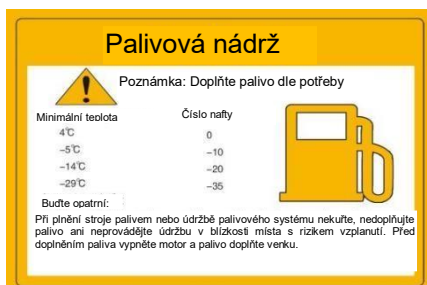 Palivová nádrž
Poznámka: Doplňte palivo dle potřeby
Minimální teplota Číslo nafty
4℃ 0
−5℃ −10
−14℃ −20
−29℃ −35
Buďte opatrní:
Při plnění stroje palivem nebo údržbě palivového systému nekuřte, nedoplňujte
palivo ani neprovádějte údržbu v blízkosti místa s rizikem vzplanutí. Před
doplněním paliva vypněte motor a palivo doplňte venku.